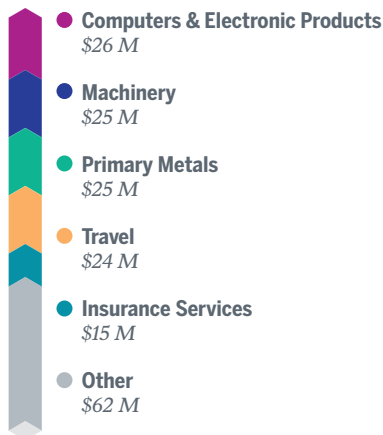 Computers & Electronic Products
$26 M
Machinery
$25 M
Primary Metals
$25 M
Travel
$24 M
Insurance Services
$15 M
Other
$62 M